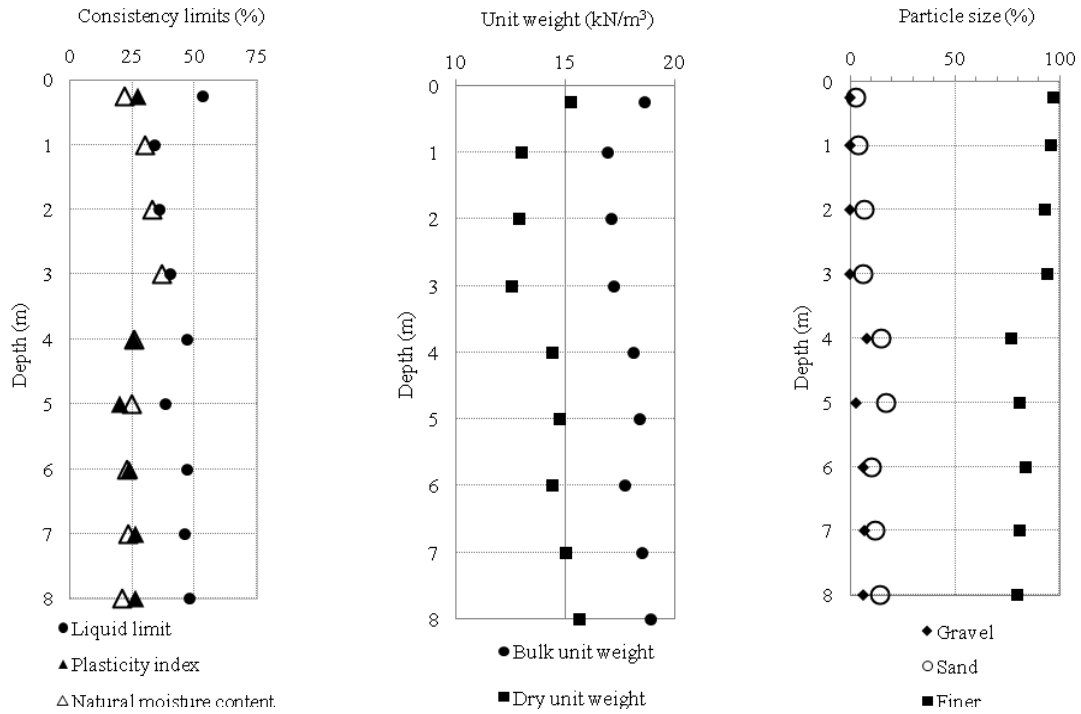 Consistency limits (%)
0 25 50 75
0
1
2
3
4
5
6
7
8
Depth (m)
Liquid limit
Plasticity index
Natural moisture content
Unit weight (kN/m³)
10 15 20
0
1
2
3
4
5
6
7
8
Depth (m)
Bulk unit weight
Dry unit weight
Particle size (%)
0 50 100
0
1
2
3
4
5
6
7
8
Depth (m)
Gravel
Sand
Finer